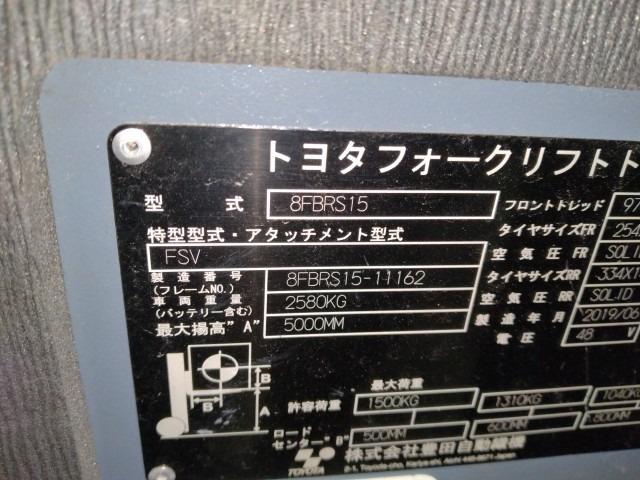 トヨタフォークリフト
型 式 8FBRS15 フロントトレッド 97
特型型式・アタッチメント型式 タイヤサイズFR 254
FSV 空気圧FR SOLID
製造番号 8FBRS15-11162 タイヤサイズRR
(フレームNO.)
車両重量 2580KG 空気圧RR SOLID
(バッテリー含む) 製造年月 2019/06
最大揚高"A" 5000MM 電圧 48 V
B
B
A
最大荷重
許容荷重 1500KG 1310KG 1040KG
ロード
センター"B" 500MM 600MM 800MM
TOYOTA 株式会社豊田自動織機